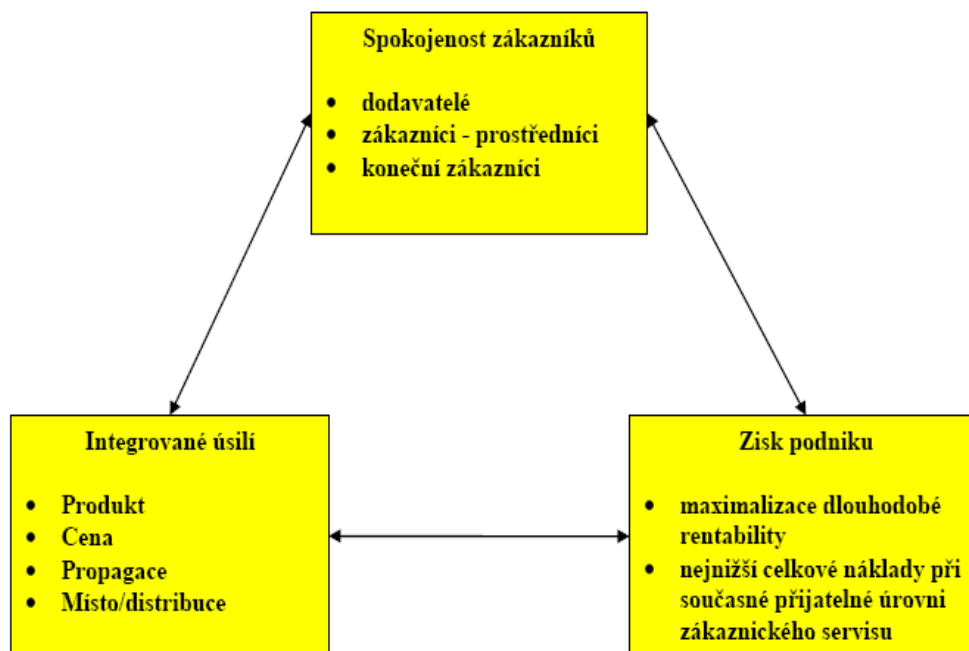 Spokojenost zákazníků
• dodavatelé
• zákazníci - prostředníci
• koneční zákazníci
Integrované úsilí
• Produkt
• Cena
• Propagace
• Místo/distribuce
Zisk podniku
• maximalizace dlouhodobé
rentability
• nejnižší celkové náklady při
současné přijatelné úrovni
zákaznického servisu